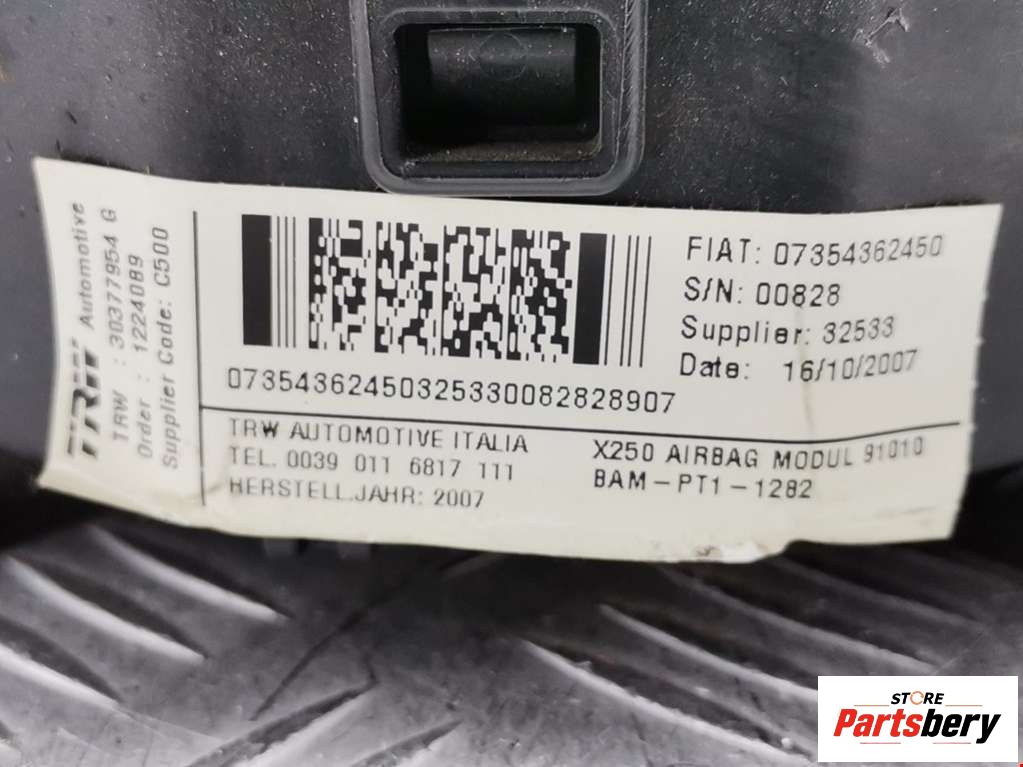 TRW Automotive
TRW : 30377954 G
Order : 1224089
Supplier Code: C500
FIAT: 07354362450
S/N: 00828
Supplier: 32533
Date: 16/10/2007
07354362450325330082828907
TRW AUTOMOTIVE ITALIA
TEL. 0039 011 6817 111
HERSTELL.JAHR: 2007
X250 AIRBAG MODUL 91010
BAM-PT1-1282
STORE
Partsbery